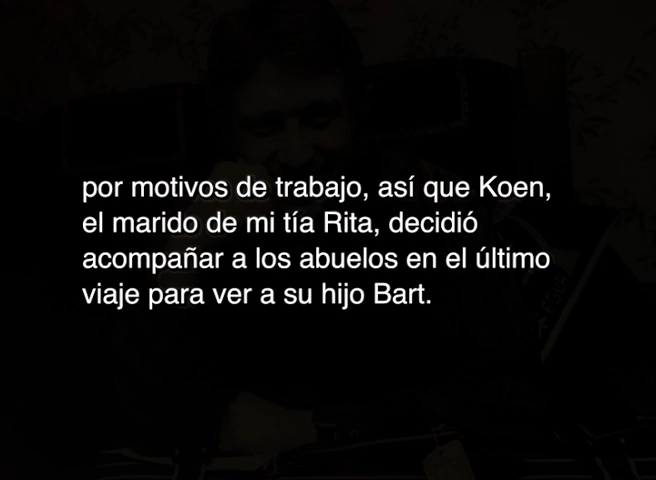 por motivos de trabajo, así que Koen,
el marido de mi tía Rita, decidió
acompañar a los abuelos en el último
viaje para ver a su hijo Bart.